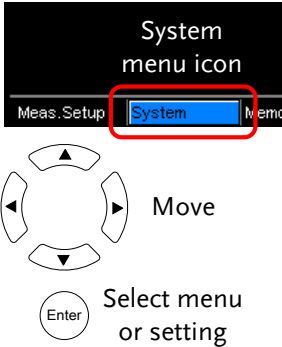 System
menu icon
Meas.Setup System Memo
Move
Enter
Select menu
or setting